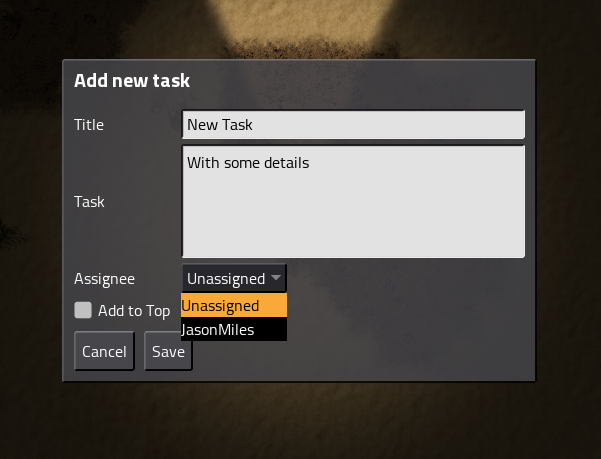 Add new task
Title
New Task
Task
With some details
Assignee
Unassigned
Unassigned
JasonMiles
Add to Top
Cancel
Save